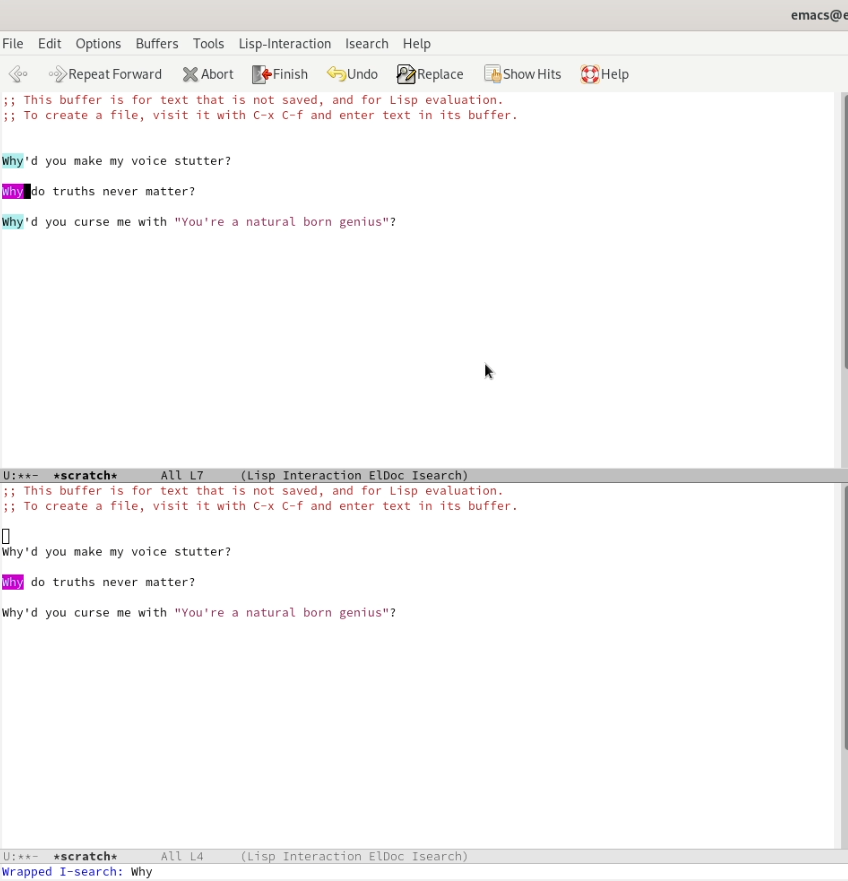 emacs@e
File Edit Options Buffers Tools Lisp-Interaction Isearch Help
Repeat Forward Abort Finish Undo Replace Show Hits Help
;; This buffer is for text that is not saved, and for Lisp evaluation.
;; To create a file, visit it with C-x C-f and enter text in its buffer.
Why'd you make my voice stutter?
Why do truths never matter?
Why'd you curse me with "You're a natural born genius"?
U:**- *scratch* All L7 (Lisp Interaction ElDoc Isearch)
;; This buffer is for text that is not saved, and for Lisp evaluation.
;; To create a file, visit it with C-x C-f and enter text in its buffer.
Why'd you make my voice stutter?
Why do truths never matter?
Why'd you curse me with "You're a natural born genius"?
U:**- *scratch* All L4 (Lisp Interaction ElDoc Isearch)
Wrapped I-search: Why